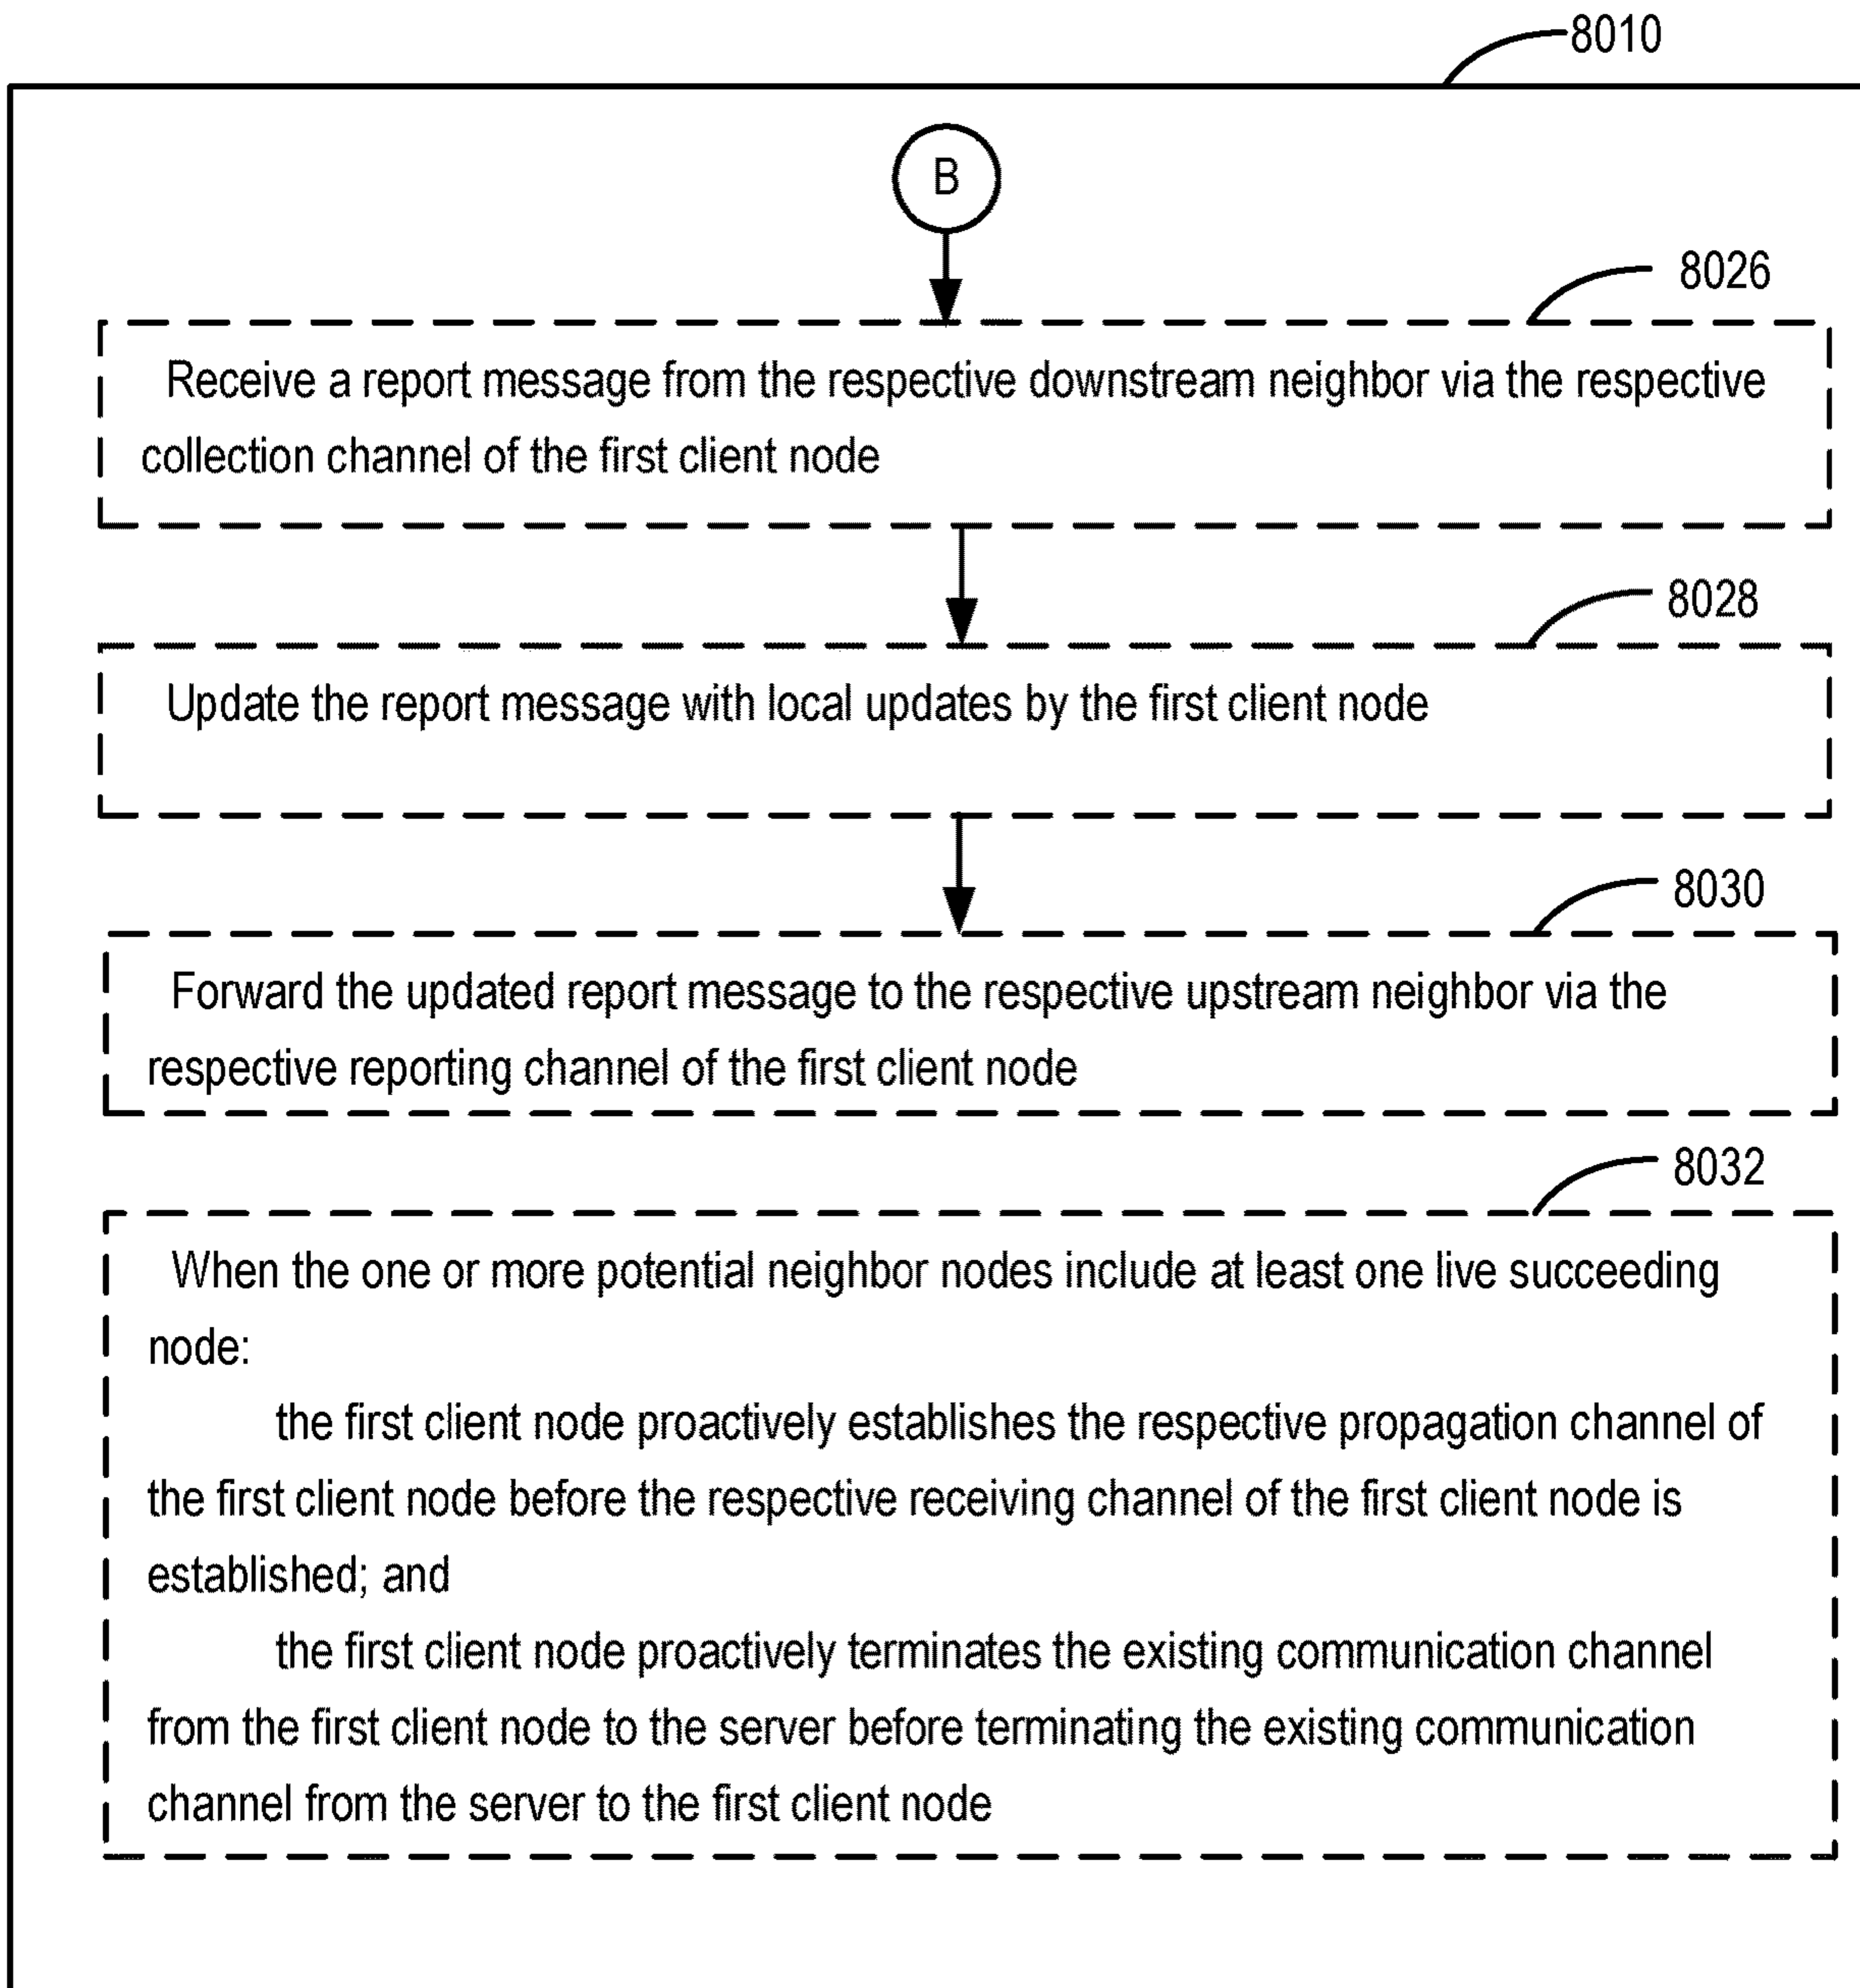 8010
B
8026
Receive a report message from the respective downstream neighbor via the respective
collection channel of the first client node
8028
Update the report message with local updates by the first client node
8030
Forward the updated report message to the respective upstream neighbor via the
respective reporting channel of the first client node
8032
When the one or more potential neighbor nodes include at least one live succeeding
node:
the first client node proactively establishes the respective propagation channel of
the first client node before the respective receiving channel of the first client node is
established; and
the first client node proactively terminates the existing communication channel
from the first client node to the server before terminating the existing communication
channel from the server to the first client node